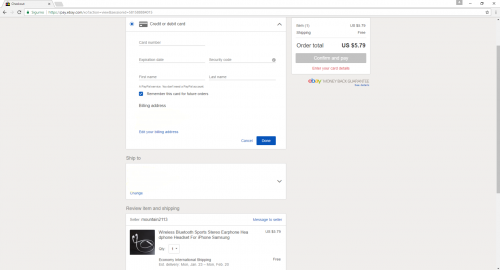 Checkout
https://pay.ebay.com
Credit or debit card
Card number
Expiration date
Security code
First name
Last name
Remember this card for future orders
Billing address
Edit your billing address
Cancel
Done
Ship to
Change
Review item and shipping
Message to seller
Wireless Bluetooth Sports Stereo Earphone Hea
dphone Headset For iPhone Samsung
US $5.79
Qty
1
Economy International Shipping
Free
Est. delivery: Mon, Jan. 23 – Mon, Feb. 20
Item (1)
US $5.79
Shipping
Free
Order total
US $5.79
Confirm and pay
Enter your card details
ebay MONEY BACK GUARANTEE
See details